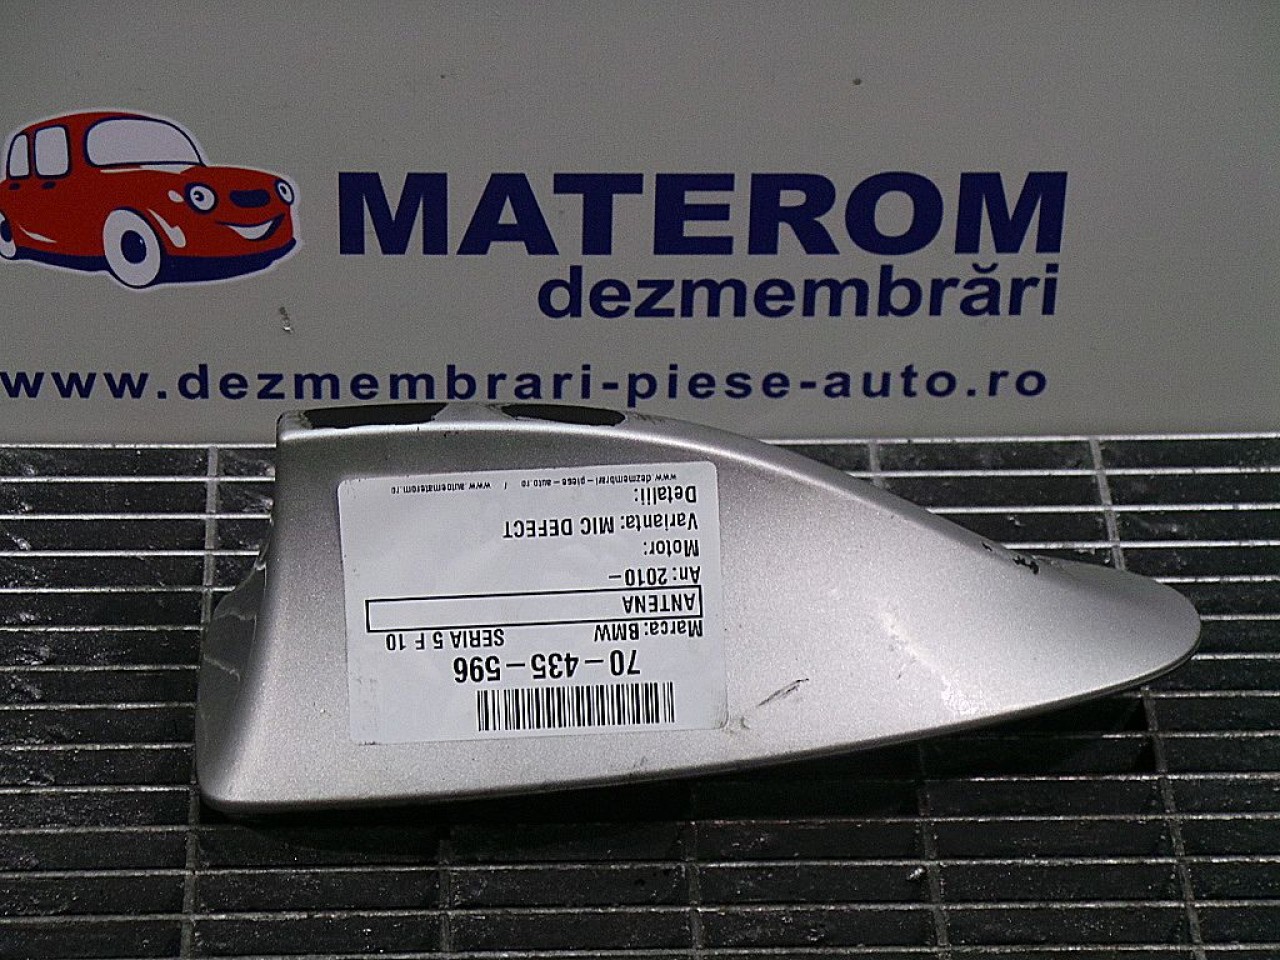 MATEROM
dezmembrări
www.dezmembrari-piese-auto.ro
70-435-596
Marca: BMW SERIA 5 F 10
ANTENA
An: 2010-
Motor:
Varianta: MIC DEFECT
Detalii:
www.dezmembrari-piese-auto.ro / www.automaterom.ro